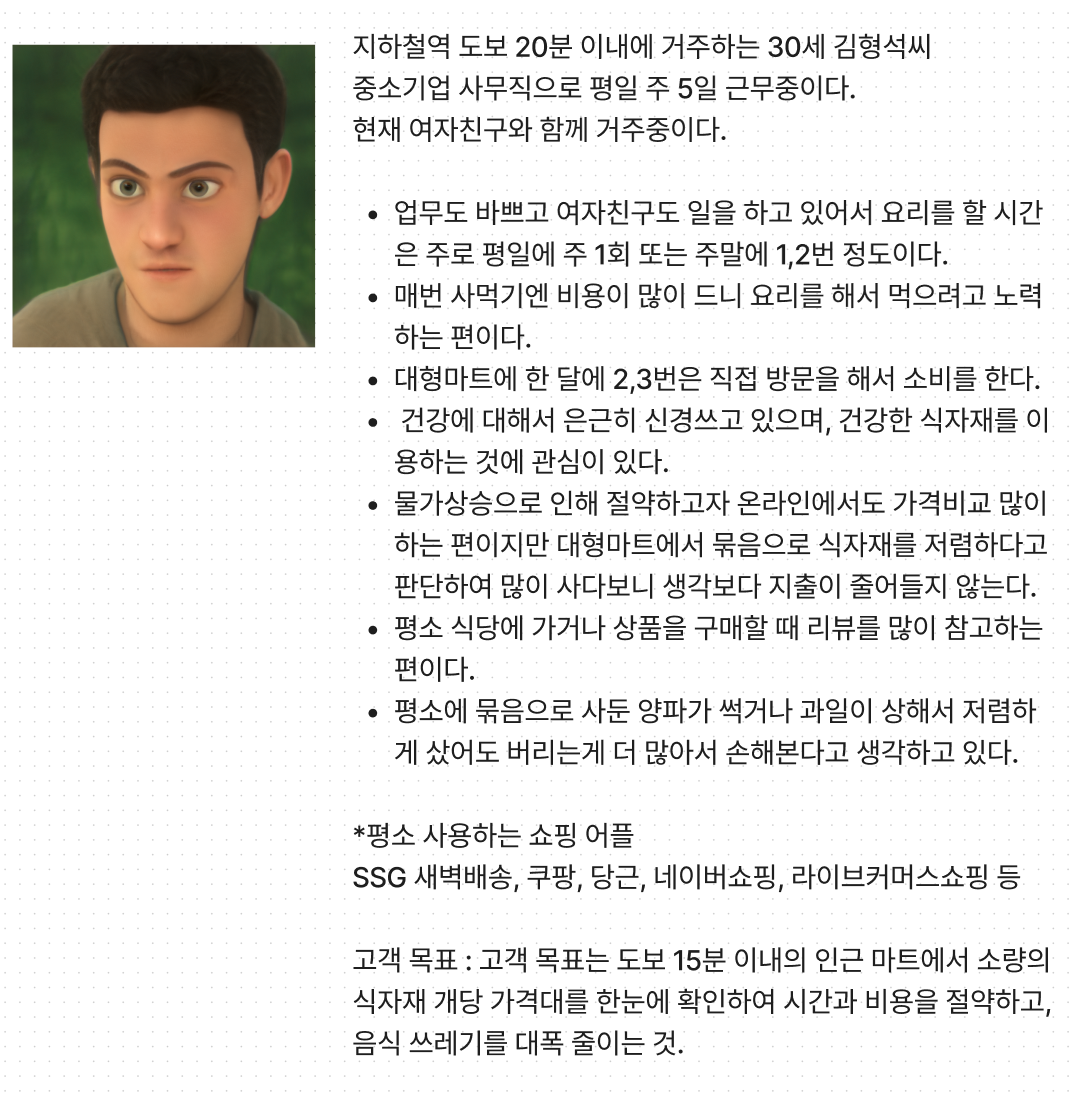 지하철역 도보 20분 이내에 거주하는 30세 김형석씨
중소기업 사무직으로 평일 주 5일 근무중이다.
현재 여자친구와 함께 거주중이다.
• 업무도 바쁘고 여자친구도 일을 하고 있어서 요리를 할 시간
은 주로 평일에 주 1회 또는 주말에 1,2번 정도이다.
• 매번 사먹기엔 비용이 많이 드니 요리를 해서 먹으려고 노력
하는 편이다.
• 대형마트에 한 달에 2,3번은 직접 방문을 해서 소비를 한다.
• 건강에 대해서 은근히 신경쓰고 있으며, 건강한 식자재를 이
용하는 것에 관심이 있다.
• 물가상승으로 인해 절약하고자 온라인에서도 가격비교 많이
하는 편이지만 대형마트에서 묶음으로 식자재를 저렴하다고
판단하여 많이 사다보니 생각보다 지출이 줄어들지 않는다.
• 평소 식당에 가거나 상품을 구매할 때 리뷰를 많이 참고하는
편이다.
• 평소에 묶음으로 사둔 양파가 썩거나 과일이 상해서 저렴하
게 샀어도 버리는게 더 많아서 손해본다고 생각하고 있다.
*평소 사용하는 쇼핑 어플
SSG 새벽배송, 쿠팡, 당근, 네이버쇼핑, 라이브커머스쇼핑 등
고객 목표 : 고객 목표는 도보 15분 이내의 인근 마트에서 소량의
식자재 개당 가격대를 한눈에 확인하여 시간과 비용을 절약하고,
음식 쓰레기를 대폭 줄이는 것.